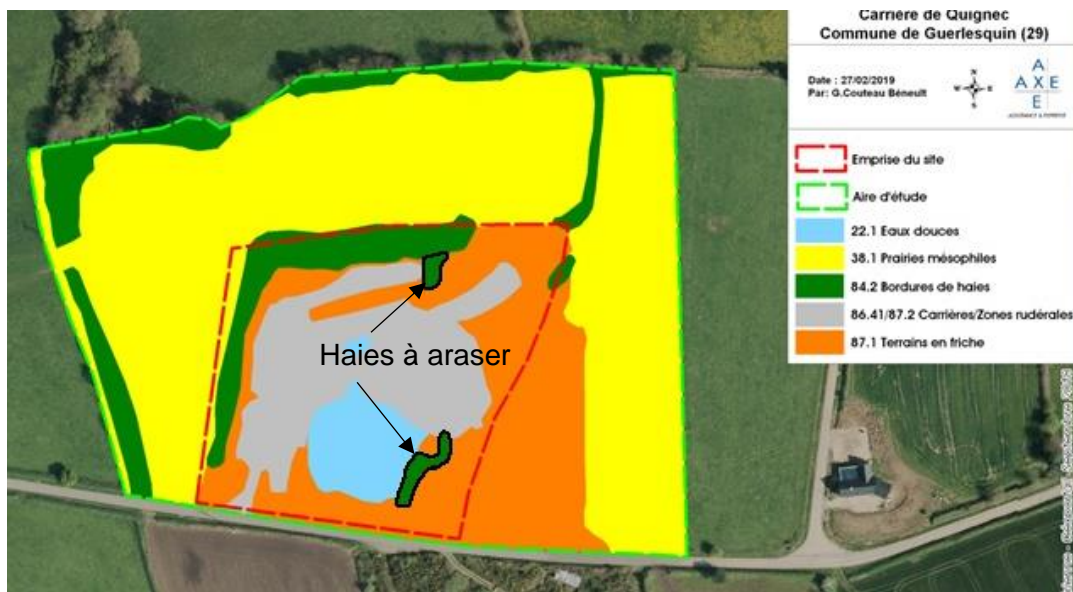 Carrière de Quignec
Commune de Guerlesquin (29)
Date : 27/02/2019
Par: G.Couteau Béneult
N
W E
S
A
A X E
E
Emprise du site
Aire d'étude
22.1 Eaux douces
38.1 Prairies mésophiles
84.2 Bordures de haies
86.41/87.2 Carrières/Zones rudérales
87.1 Terrains en friche
Haies à araser